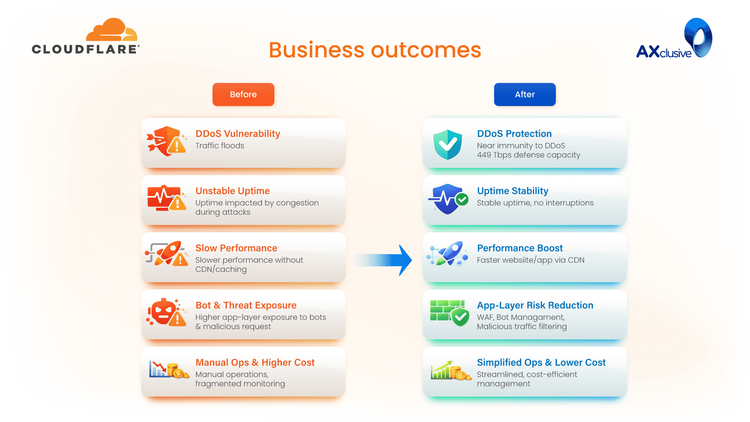 CLOUDFLARE
Business outcomes
AXclusive
Before
DDoS Vulnerability
Traffic floods
Unstable Uptime
Uptime impacted by congestion
during attacks
Slow Performance
Slower performance without
CDN/caching
Bot & Threat Exposure
Higher app-layer exposure to bots
& malicious request
Manual Ops & Higher Cost
Manual operations,
fragmented monitoring
After
DDoS Protection
Near immunity to DDoS
449 Tbps defense capacity
Uptime Stability
Stable uptime, no interruptions
Performance Boost
Faster websiite/app via CDN
App-Layer Risk Reduction
WAF, Bot Managament,
Malicious traffic filtering
Simplified Ops & Lower Cost
Streamlined, cost-efficient
management